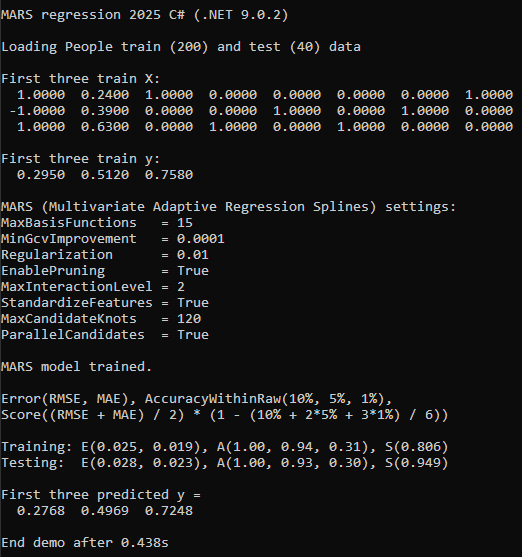 MARS regression 2025 C# (.NET 9.0.2)
Loading People train (200) and test (40) data
First three train X:
1.0000 0.2400 1.0000 0.0000 0.0000 0.0000 0.0000 1.0000
-1.0000 0.3900 0.0000 0.0000 1.0000 0.0000 1.0000 0.0000
1.0000 0.6300 0.0000 1.0000 0.0000 1.0000 0.0000 0.0000
First three train y:
0.2950 0.5120 0.7580
MARS (Multivariate Adaptive Regression Splines) settings:
MaxBasisFunctions = 15
MinGcvImprovement = 0.0001
Regularization = 0.01
EnablePruning = True
MaxInteractionLevel = 2
StandardizeFeatures = True
MaxCandidateKnots = 120
ParallelCandidates = True
MARS model trained.
Error(RMSE, MAE), AccuracyWithinRaw(10%, 5%, 1%),
Score((RMSE + MAE) / 2) * (1 - (10% + 2*5% + 3*1%) / 6))
Training: E(0.025, 0.019), A(1.00, 0.94, 0.31), S(0.806)
Testing: E(0.028, 0.023), A(1.00, 0.93, 0.30), S(0.949)
First three predicted y =
0.2768 0.4969 0.7248
End demo after 0.438s